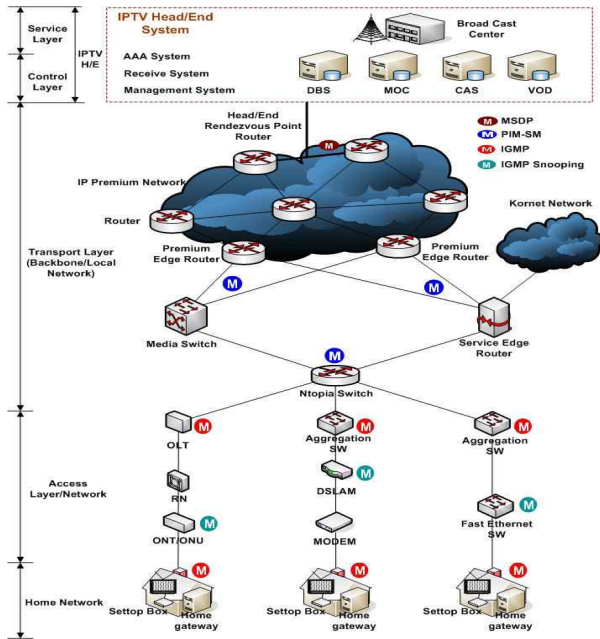 Service
Layer
IPTV
H/E
Control
Layer
IPTV Head/End
System
Broad Cast
Center
AAA System
Receive System
Management System
DBS
MOC
CAS
VOD
Head/End
Rendezvous Point
Router
M MSDP
M PIM-SM
M IGMP
M IGMP Snooping
M
IP Premium Network
Router
Kornet Network
Premium
Edge Router
Premium
Edge Router
Transport Layer
(Backbone/Local
Network)
M
M
Media Switch
Service Edge
Router
M
Ntopia Switch
M
M
M
OLT
Aggregation
SW
Aggregation
SW
Access
Layer/Network
RN
DSLAM
M
M
M
ONT/ONU
MODEM
Fast Ethernet
SW
M
M
M
Home Network
Settop Box
Home
gateway
Settop Box
Home
gateway
Settop Box
Home
gateway